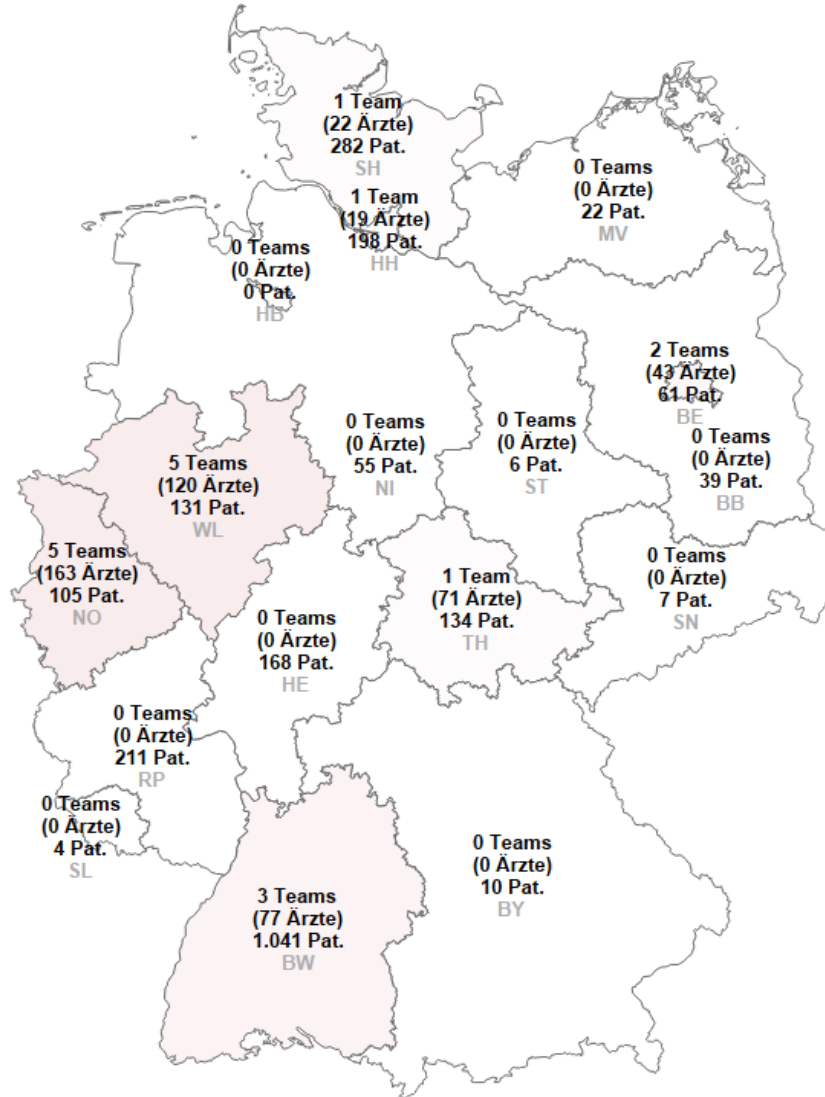 1 Team
(22 Ärzte)
282 Pat.
SH
1 Team
(19 Ärzte)
198 Pat.
HH
0 Teams
(0 Ärzte)
22 Pat.
MV
0 Teams
(0 Ärzte)
0 Pat.
HB
2 Teams
(43 Ärzte)
61 Pat.
BE
0 Teams
(0 Ärzte)
55 Pat.
NI
0 Teams
(0 Ärzte)
6 Pat.
ST
0 Teams
(0 Ärzte)
39 Pat.
BB
5 Teams
(120 Ärzte)
131 Pat.
WL
5 Teams
(163 Ärzte)
105 Pat.
NO
0 Teams
(0 Ärzte)
168 Pat.
HE
1 Team
(71 Ärzte)
134 Pat.
TH
0 Teams
(0 Ärzte)
7 Pat.
SN
0 Teams
(0 Ärzte)
211 Pat.
RP
0 Teams
(0 Ärzte)
4 Pat.
SL
3 Teams
(77 Ärzte)
1.041 Pat.
BW
0 Teams
(0 Ärzte)
10 Pat.
BY